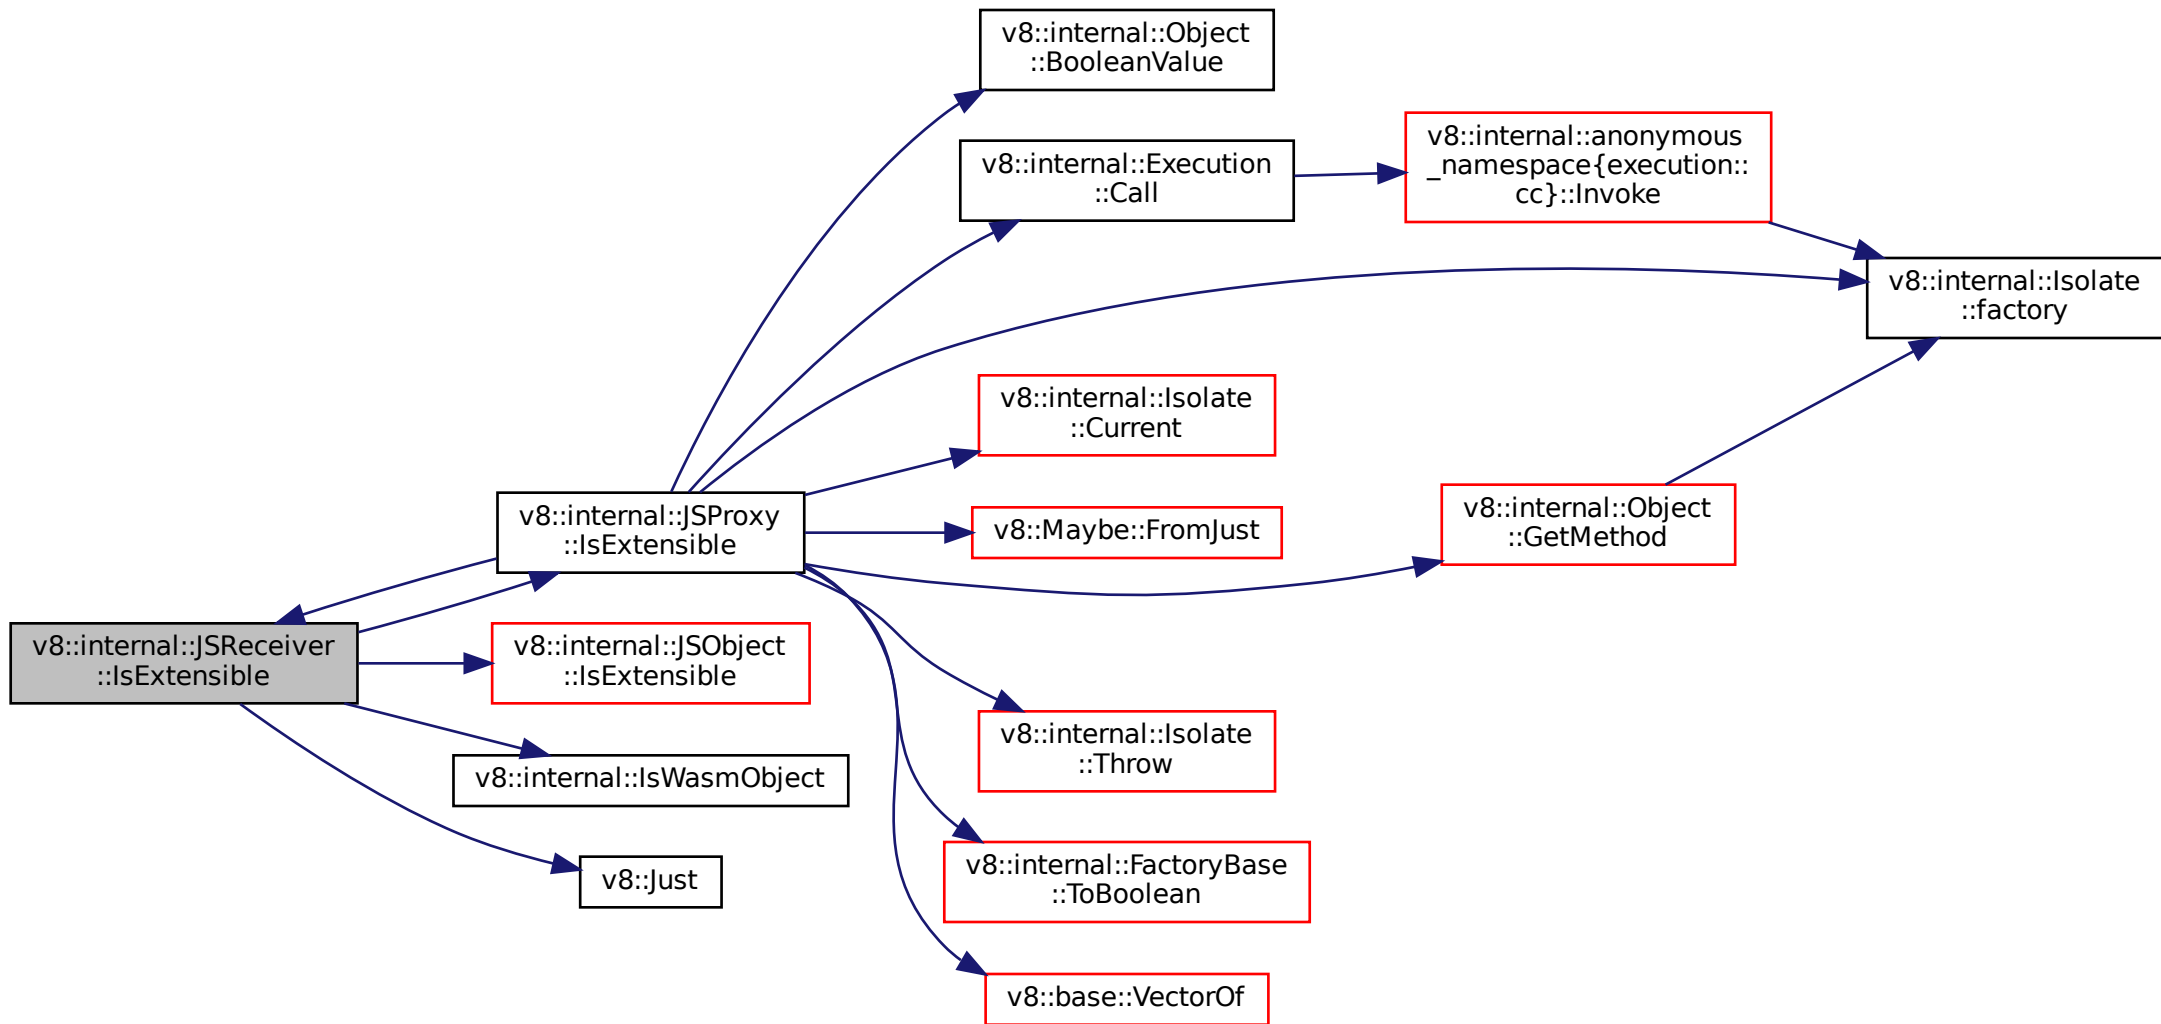 v8::internal::Object
::BooleanValue
v8::internal::Execution
::Call
v8::internal::anonymous
_namespace{execution::
cc}::Invoke
v8::internal::Isolate
::factory
v8::internal::Isolate
::Current
v8::internal::JSProxy
::IsExtensible
v8::Maybe::FromJust
v8::internal::Object
::GetMethod
v8::internal::JSReceiver
::IsExtensible
v8::internal::JSObject
::IsExtensible
v8::internal::Isolate
::Throw
v8::internal::IsWasmObject
v8::Just
v8::internal::FactoryBase
::ToBoolean
v8::base::VectorOf